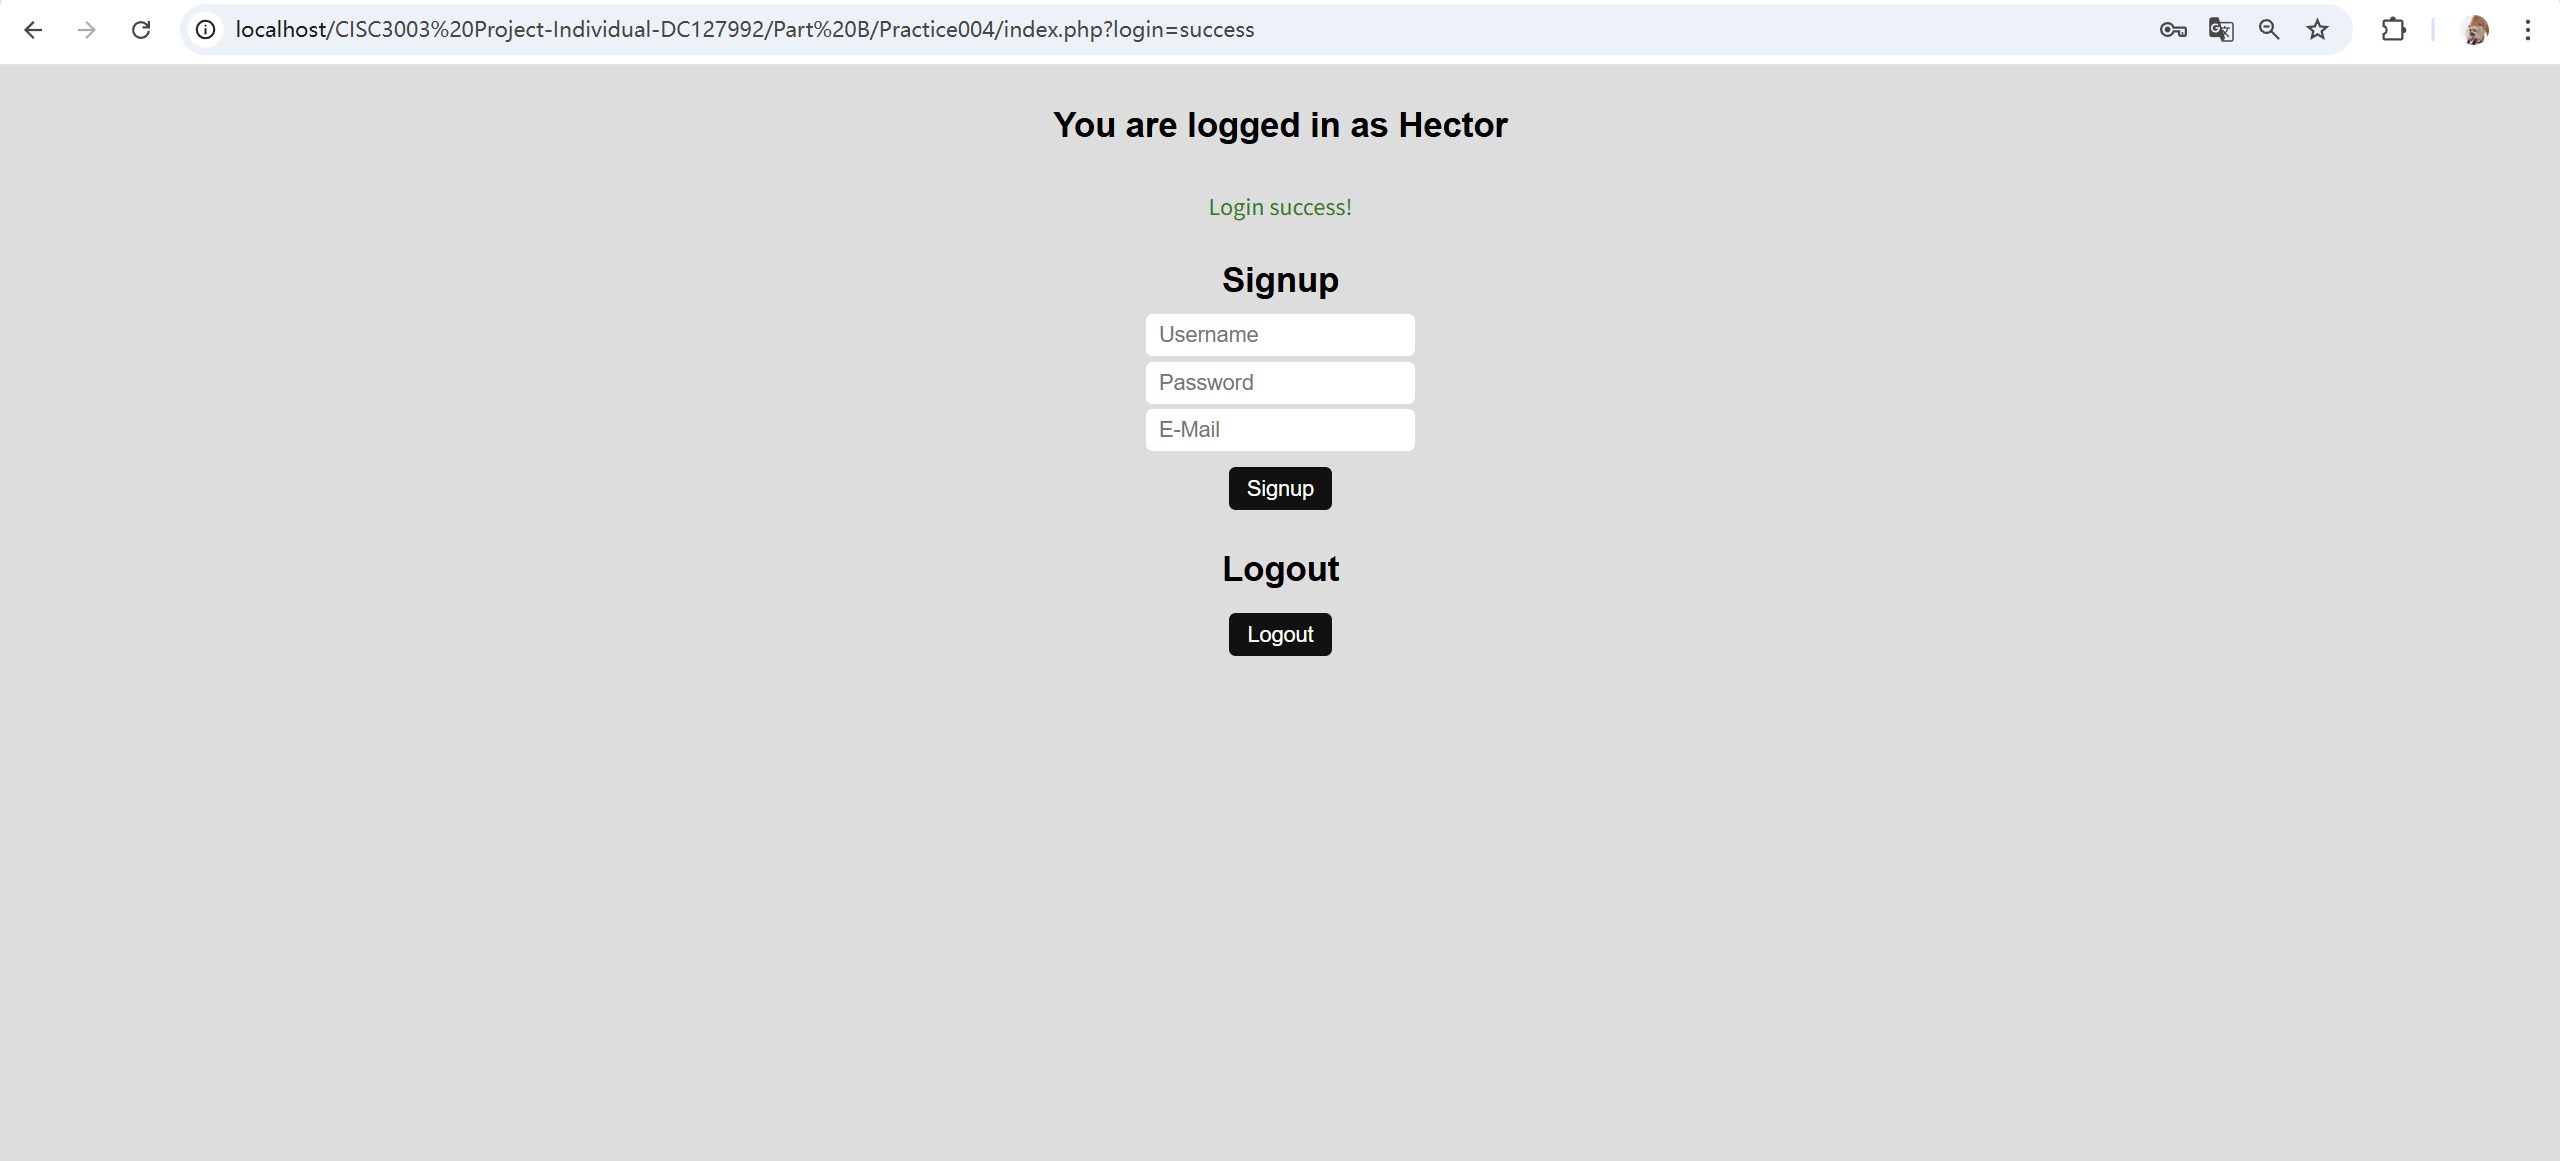 localhost/CISC3003%20Project-Individual-DC127992/Part%20B/Practice004/index.php?login=success
You are logged in as Hector
Login success!
Signup
Username
Password
E-Mail
Signup
Logout
Logout